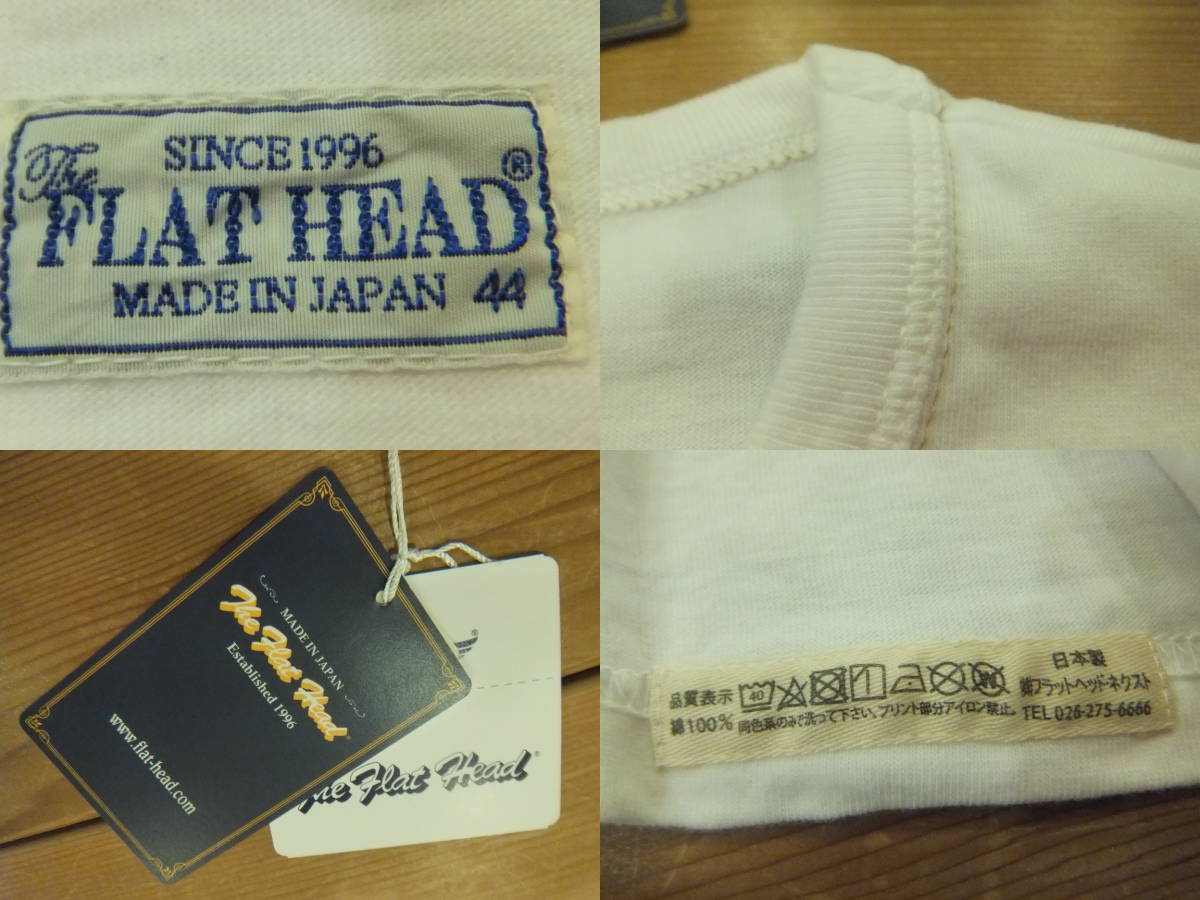 SINCE 1996
The
FLAT HEAD®
MADE IN JAPAN 44
MADE IN JAPAN
The Flat Head®
Established 1996
www.flat-head.com
®
The Flat Head®
品質表示 40
綿100%
同色系のみで洗って下さい。プリント部分アイロン禁止。
日本製
㈱フラットヘッド・ネクスト
TEL 026-275-6666